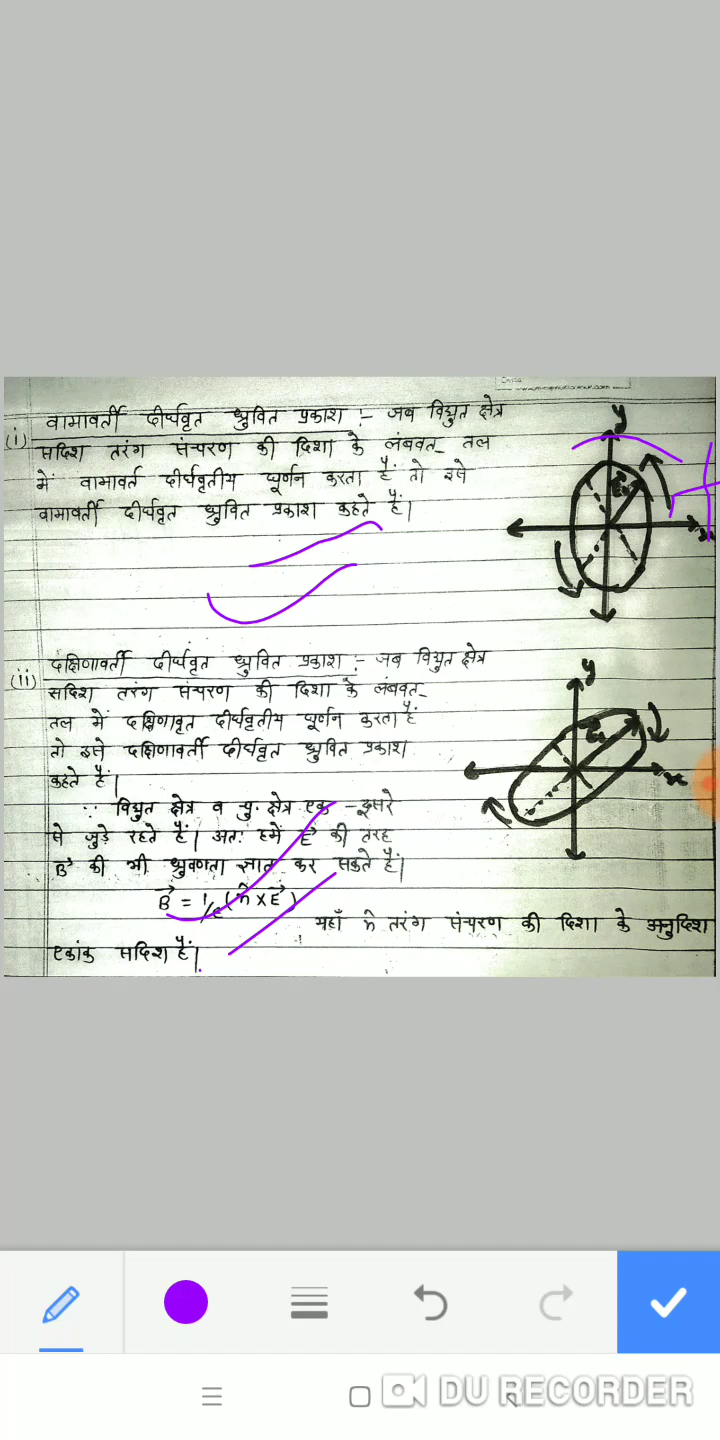 (i) वामावर्ती दीर्घवृत ध्रुवित प्रकाश :- जब विद्युत क्षेत्र
सदिश तरंग संचरण की दिशा के लंबवत् तल
में वामावर्त दीर्घवृतीय घूर्णन करता है तो इसे
वामावर्ती दीर्घवृत ध्रुवित प्रकाश कहते हैं।
y
x
(ii) दक्षिणावर्ती दीर्घवृत ध्रुवित प्रकाश :- जब विद्युत क्षेत्र
सदिश तरंग संचरण की दिशा के लंबवत्
तल में दक्षिणावृत दीर्घवृतीय घूर्णन करता है
तो इसे दक्षिणावर्ती दीर्घवृत ध्रुवित प्रकाश
कहते हैं।
y
x
∵ विद्युत क्षेत्र व चु. क्षेत्र एक -दूसरे
से जुड़े रहते हैं। अतः हमें E⃗ की तरह
B⃗ की भी ध्रुवणता ज्ञात कर सकते हैं।
B⃗ = 1/c (n̂ × E⃗)
यहाँ n̂ तरंग संचरण की दिशा के अनुदिश
एकांक सदिश है।
DU RECORDER